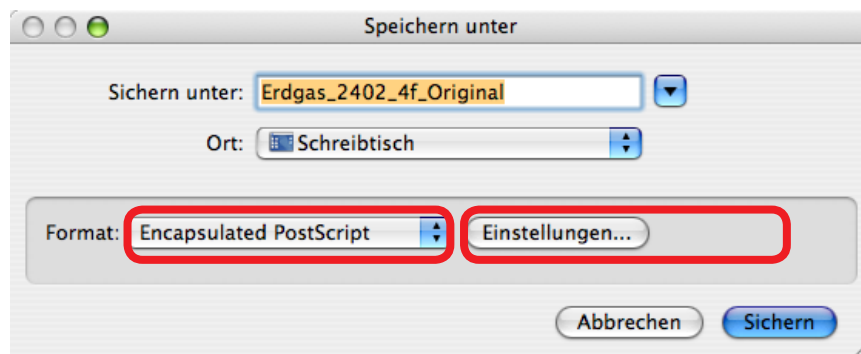 Speichern unter
Sichern unter: Erdgas_2402_4f_Original
Ort: Schreibtisch
Format: Encapsulated PostScript Einstellungen...
Abbrechen Sichern